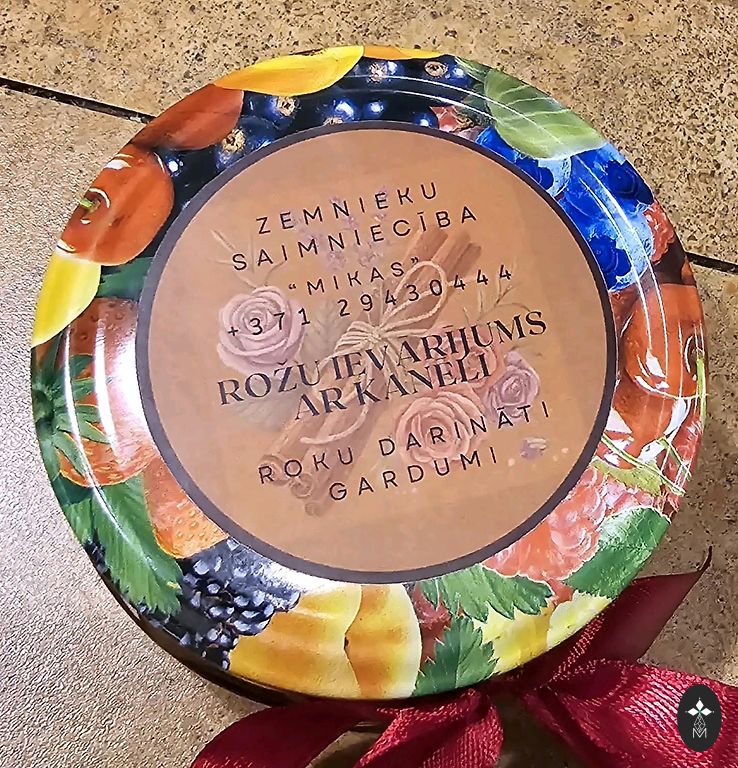 ZEMNIEKU
SAIMNIECĪBA
"MIKAS"
+371 29430444
ROŽU IEVĀRĪJUMS
AR KANĒLI
ROKU DARINĀTI
GARDUMI